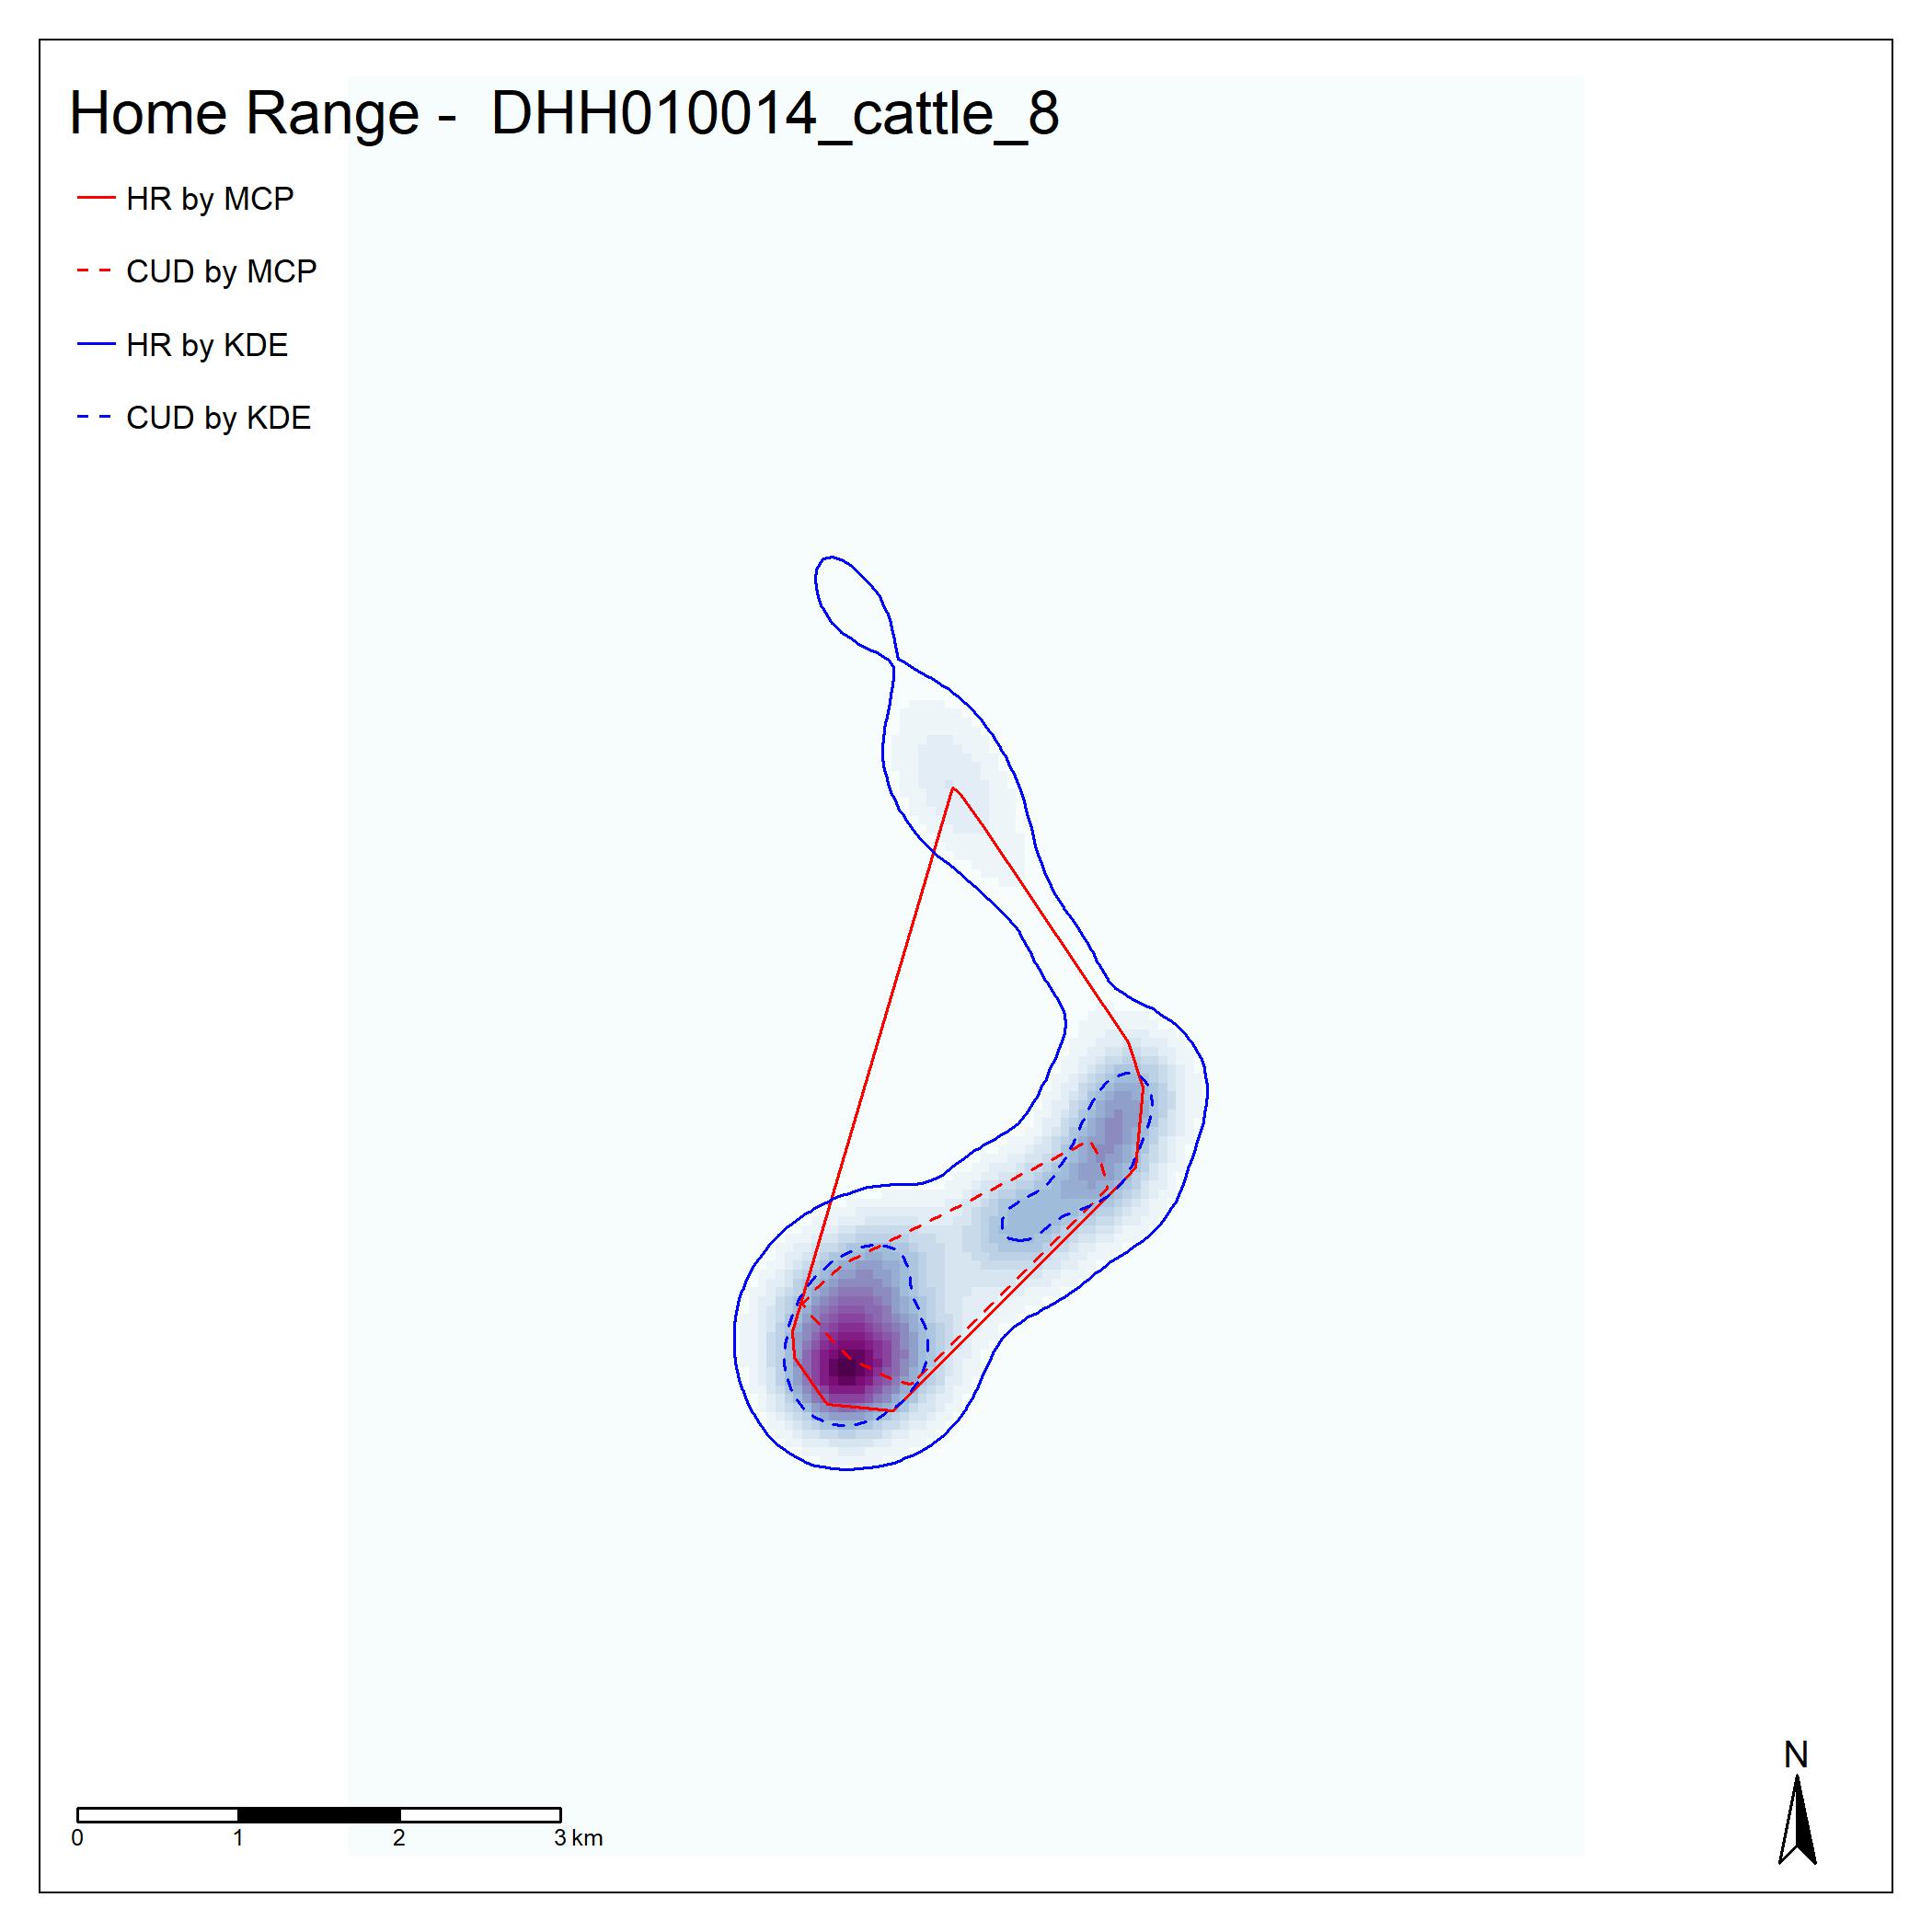 Home Range -  DHH010014_cattle_8
HR by MCP
CUD by MCP
HR by KDE
CUD by KDE
N
0 1 2 3 km